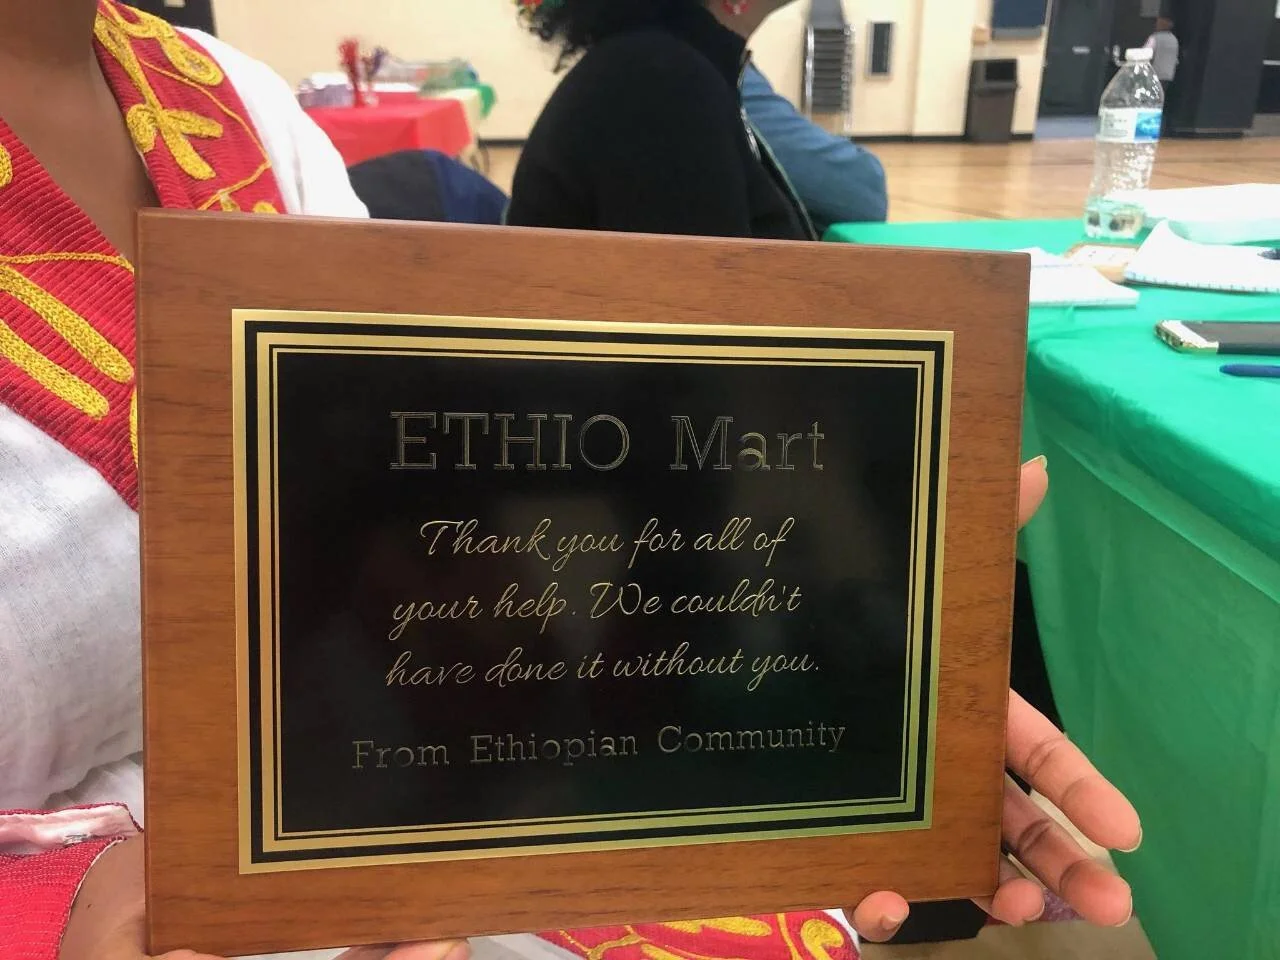 ETHIO Mart
Thank you for all of
your help. We couldn't
have done it without you.
From Ethiopian Community